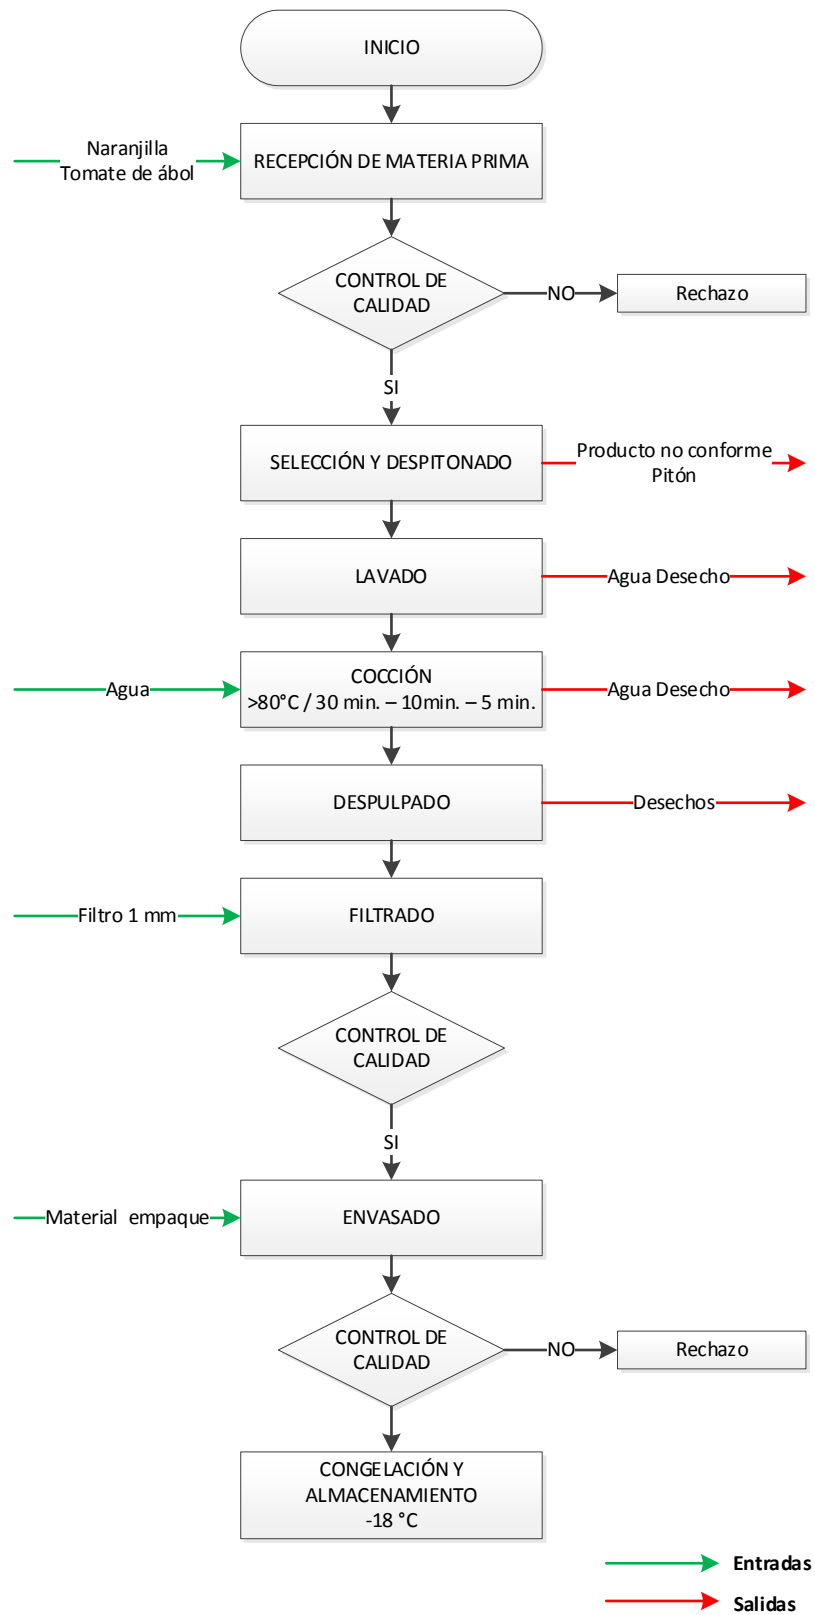 INICIO
Naranjilla
Tomate de ábol
RECEPCIÓN DE MATERIA PRIMA
CONTROL DE
CALIDAD
NO
Rechazo
SI
SELECCIÓN Y DESPITONADO
Producto no conforme
Pitón
LAVADO
Agua Desecho
Agua
COCCIÓN
>80°C / 30 min. – 10min. – 5 min.
Agua Desecho
DESPULPADO
Desechos
Filtro 1 mm
FILTRADO
CONTROL DE
CALIDAD
SI
Material empaque
ENVASADO
CONTROL DE
CALIDAD
NO
Rechazo
CONGELACIÓN Y
ALMACENAMIENTO
-18 °C
Entradas
Salidas